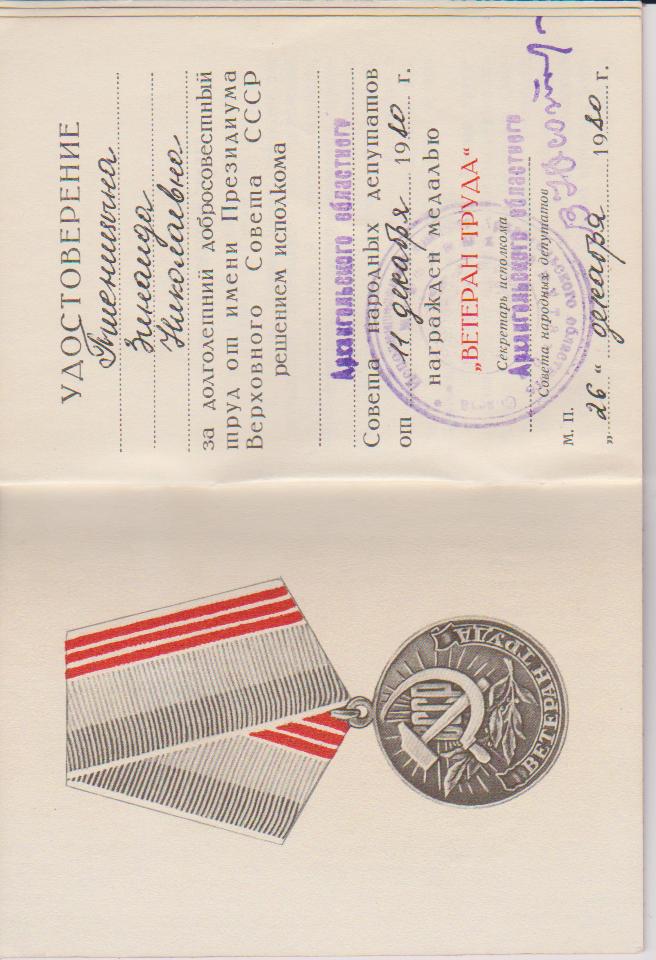 СССР
ВЕТЕРАН ТРУДА
УДОСТОВЕРЕНИЕ
Пшеницына
Зинаида
Николаевна
за долголетний добросовестный
труд от имени Президиума
Верховного Совета СССР
решением исполкома
Архангельского областного
Совета народных депутатов
от 11 декабря 1980 г.
награжден медалью
„ВЕТЕРАН ТРУДА“
Секретарь исполкома
Архангельского областного
Совета народных депутатов
М. П.
„26“ декабря 1980 г.